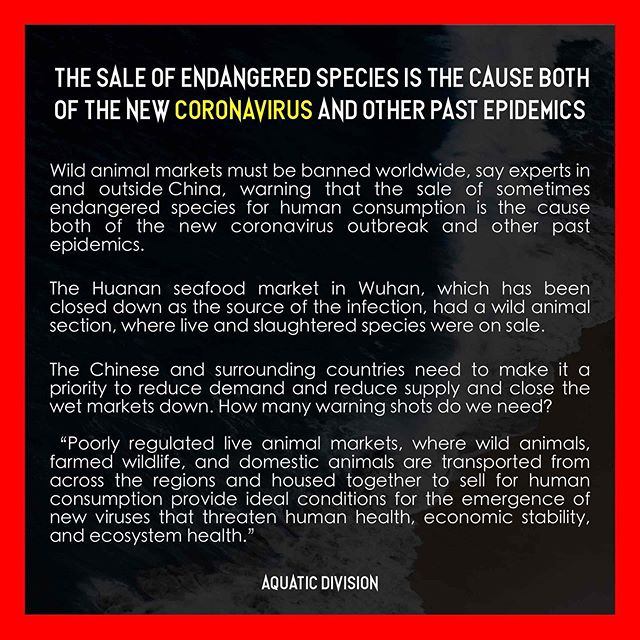 THE SALE OF ENDANGERED SPECIES IS THE CAUSE BOTH
OF THE NEW CORONAVIRUS AND OTHER PAST EPIDEMICS
Wild animal markets must be banned worldwide, say experts in
and outside China, warning that the sale of sometimes
endangered species for human consumption is the cause
both of the new coronavirus outbreak and other past
epidemics.
The Huanan seafood market in Wuhan, which has been
closed down as the source of the infection, had a wild animal
section, where live and slaughtered species were on sale.
The Chinese and surrounding countries need to make it a
priority to reduce demand and reduce supply and close the
wet markets down. How many warning shots do we need?
“Poorly regulated live animal markets, where wild animals,
farmed wildlife, and domestic animals are transported from
across the regions and housed together to sell for human
consumption provide ideal conditions for the emergence of
new viruses that threaten human health, economic stability,
and ecosystem health.”
AQUATIC DIVISION